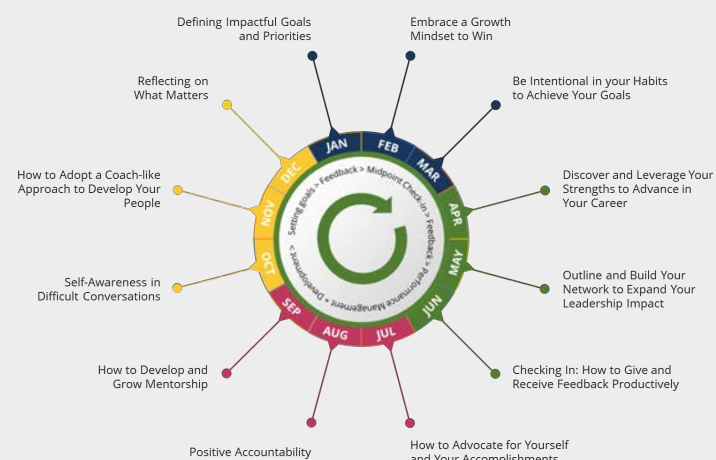 Defining Impactful Goals
and Priorities
Embrace a Growth
Mindset to Win
Reflecting on
What Matters
Be Intentional in your Habits
to Achieve Your Goals
How to Adopt a Coach-like
Approach to Develop Your
People
Discover and Leverage Your
Strengths to Advance in
Your Career
Self-Awareness in
Difficult Conversations
Outline and Build Your
Network to Expand Your
Leadership Impact
How to Develop and
Grow Mentorship
Checking In: How to Give and
Receive Feedback Productively
Positive Accountability
How to Advocate for Yourself
and Your Accomplishments
JAN
FEB
MAR
APR
MAY
JUN
JUL
AUG
SEP
OCT
NOV
DEC
Setting goals > Feedback > Midpoint Check-in > Feedback > Performance Management + Development >